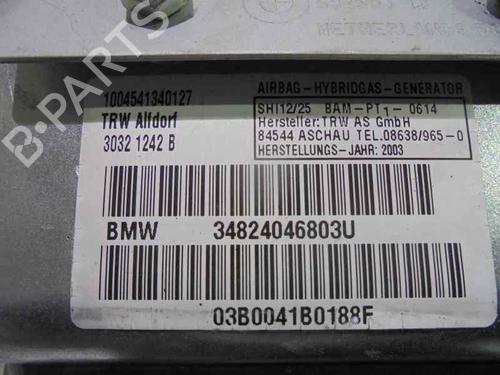 1004541340127
TRW Alfdorf
3032 1242 B
AIRBAG-HYBRIDGAS-GENERATOR
SHI12/25 BAM-PT1-0614
Hersteller:TRW AS GmbH
84544 ASCHAU TEL.08638/965-0
HERSTELLUNGS-JAHR:2003
BMW 34824046803U
03B0041B0188F
B-PARTS